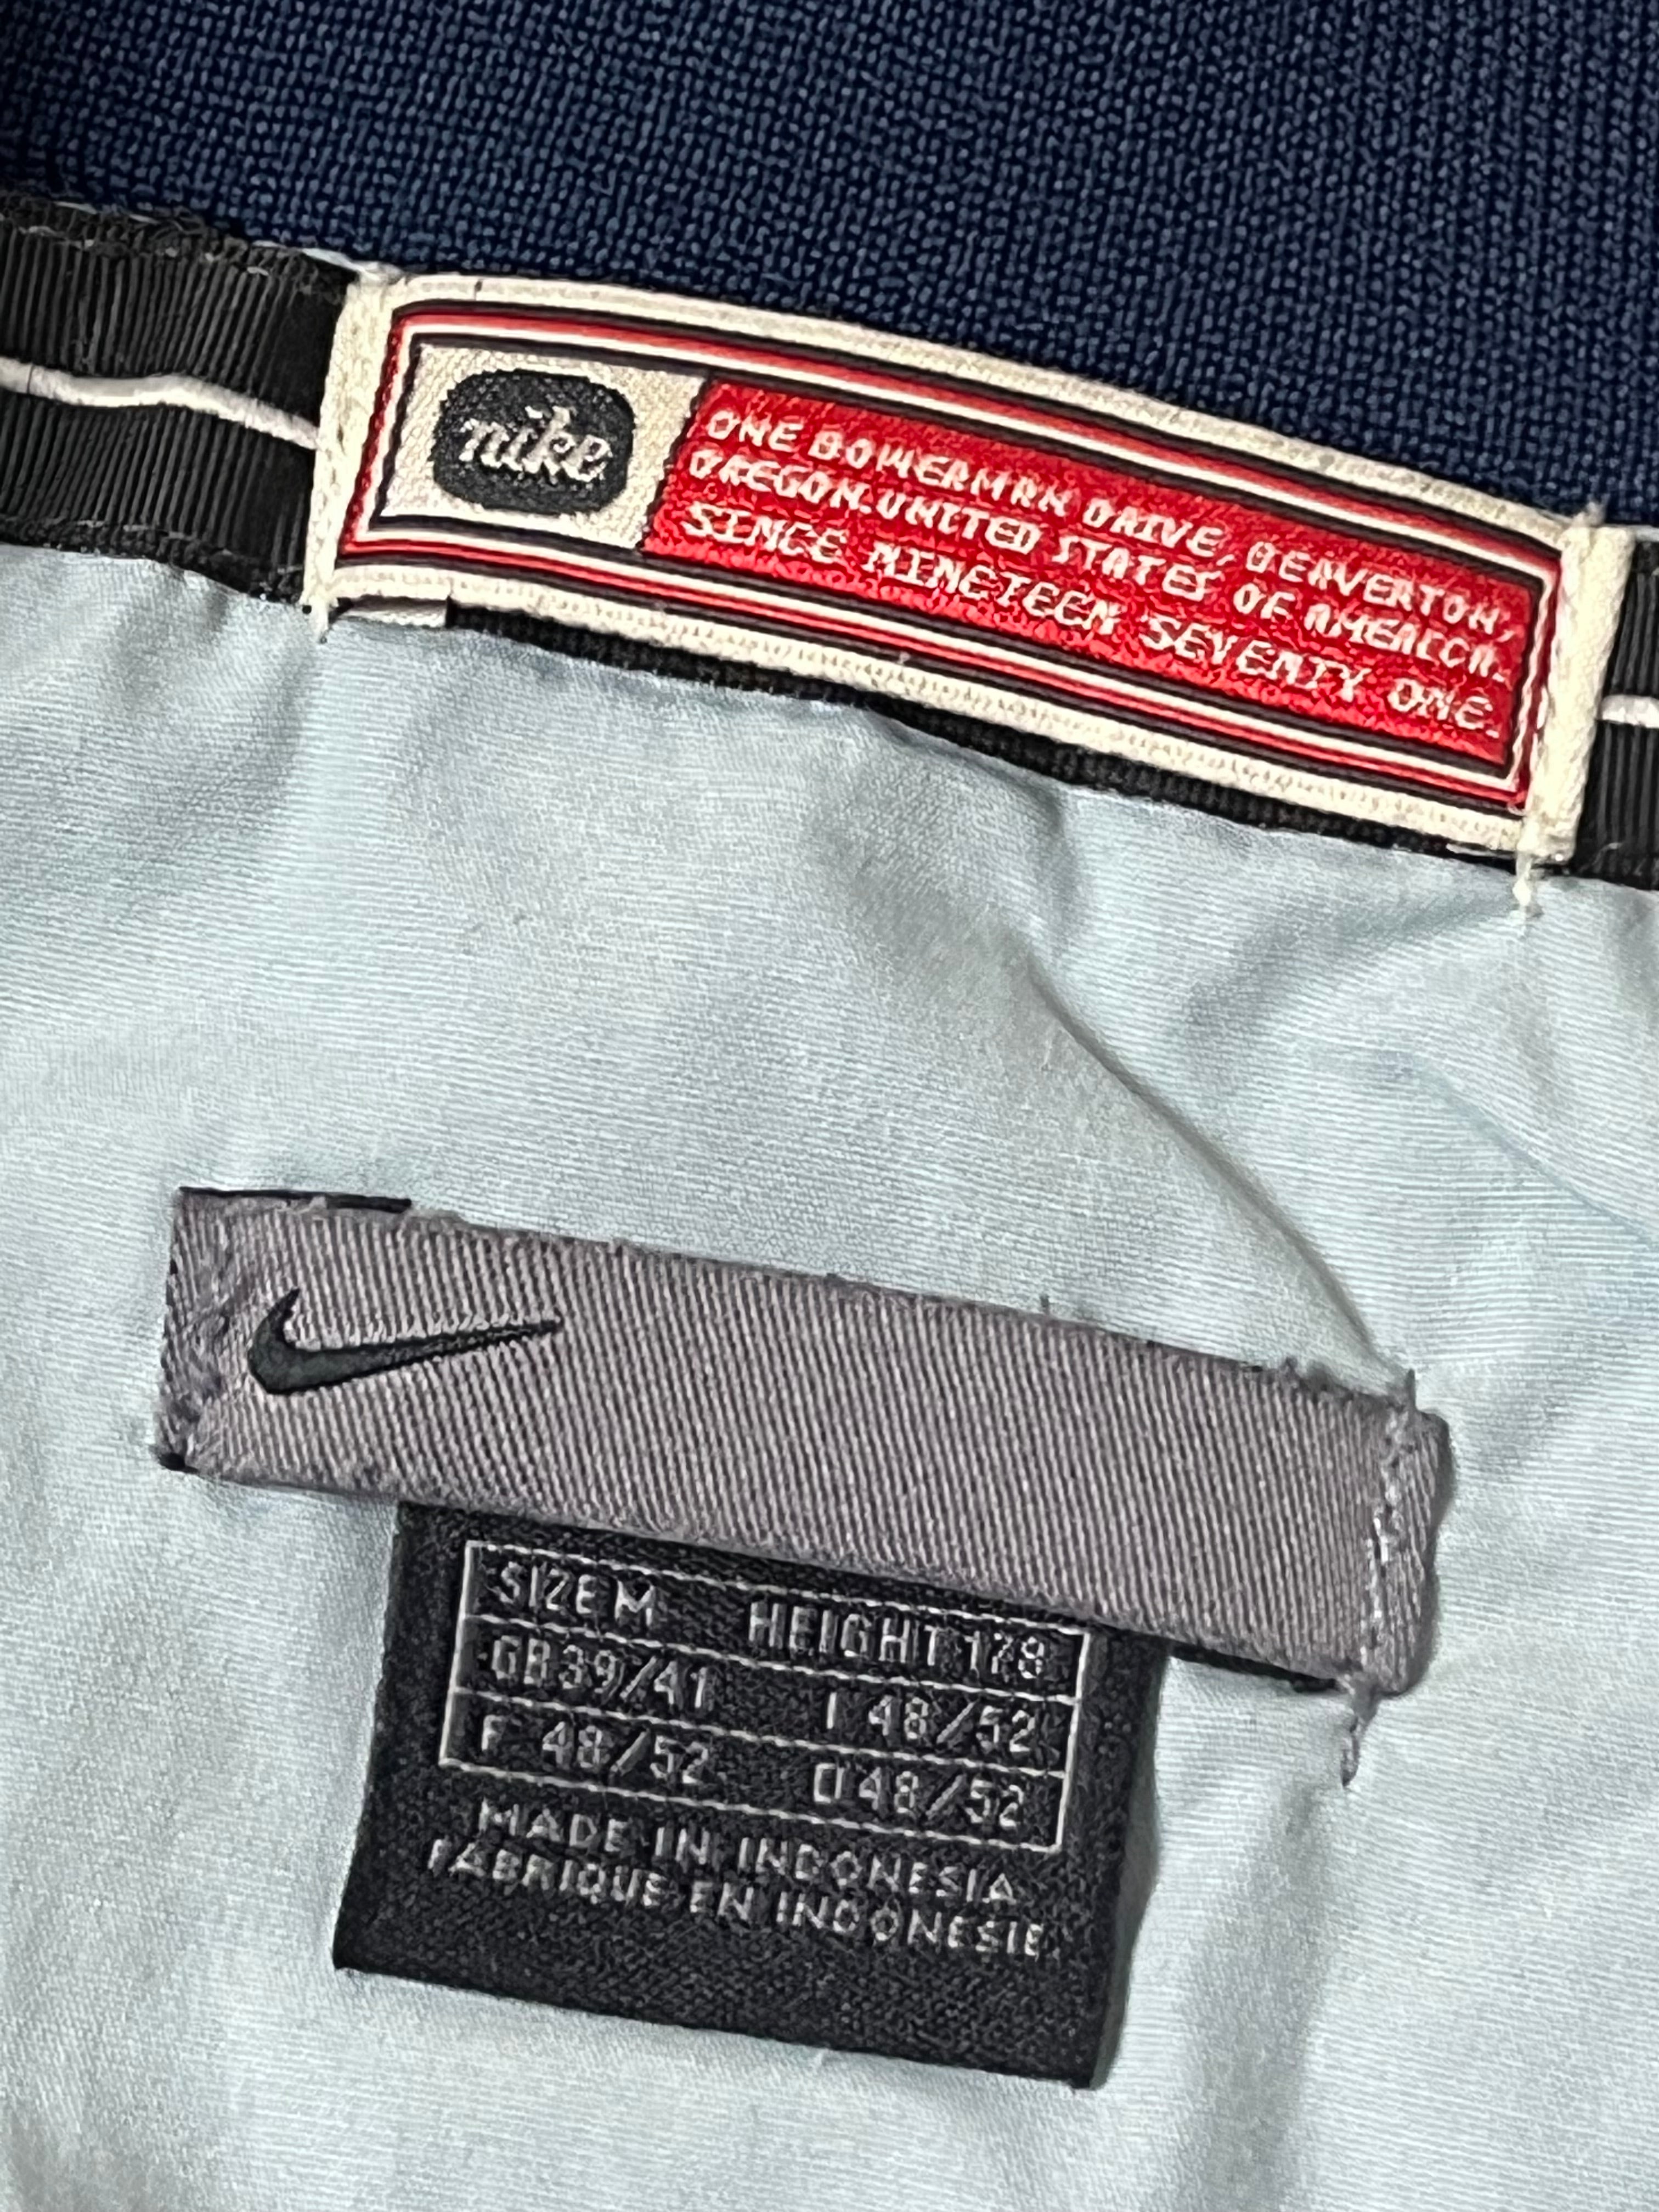 nike
ONE BOWERMAN DRIVE, BEAVERTON,
OREGON.UNITED STATES OF AMERICA.
SINCE NINETEEN SEVENTY ONE.
SIZE M HEIGHT 178
GB 39/41 I 48/52
F 48/52 D 48/52
MADE IN INDONESIA
FABRIQUE EN INDONESIE